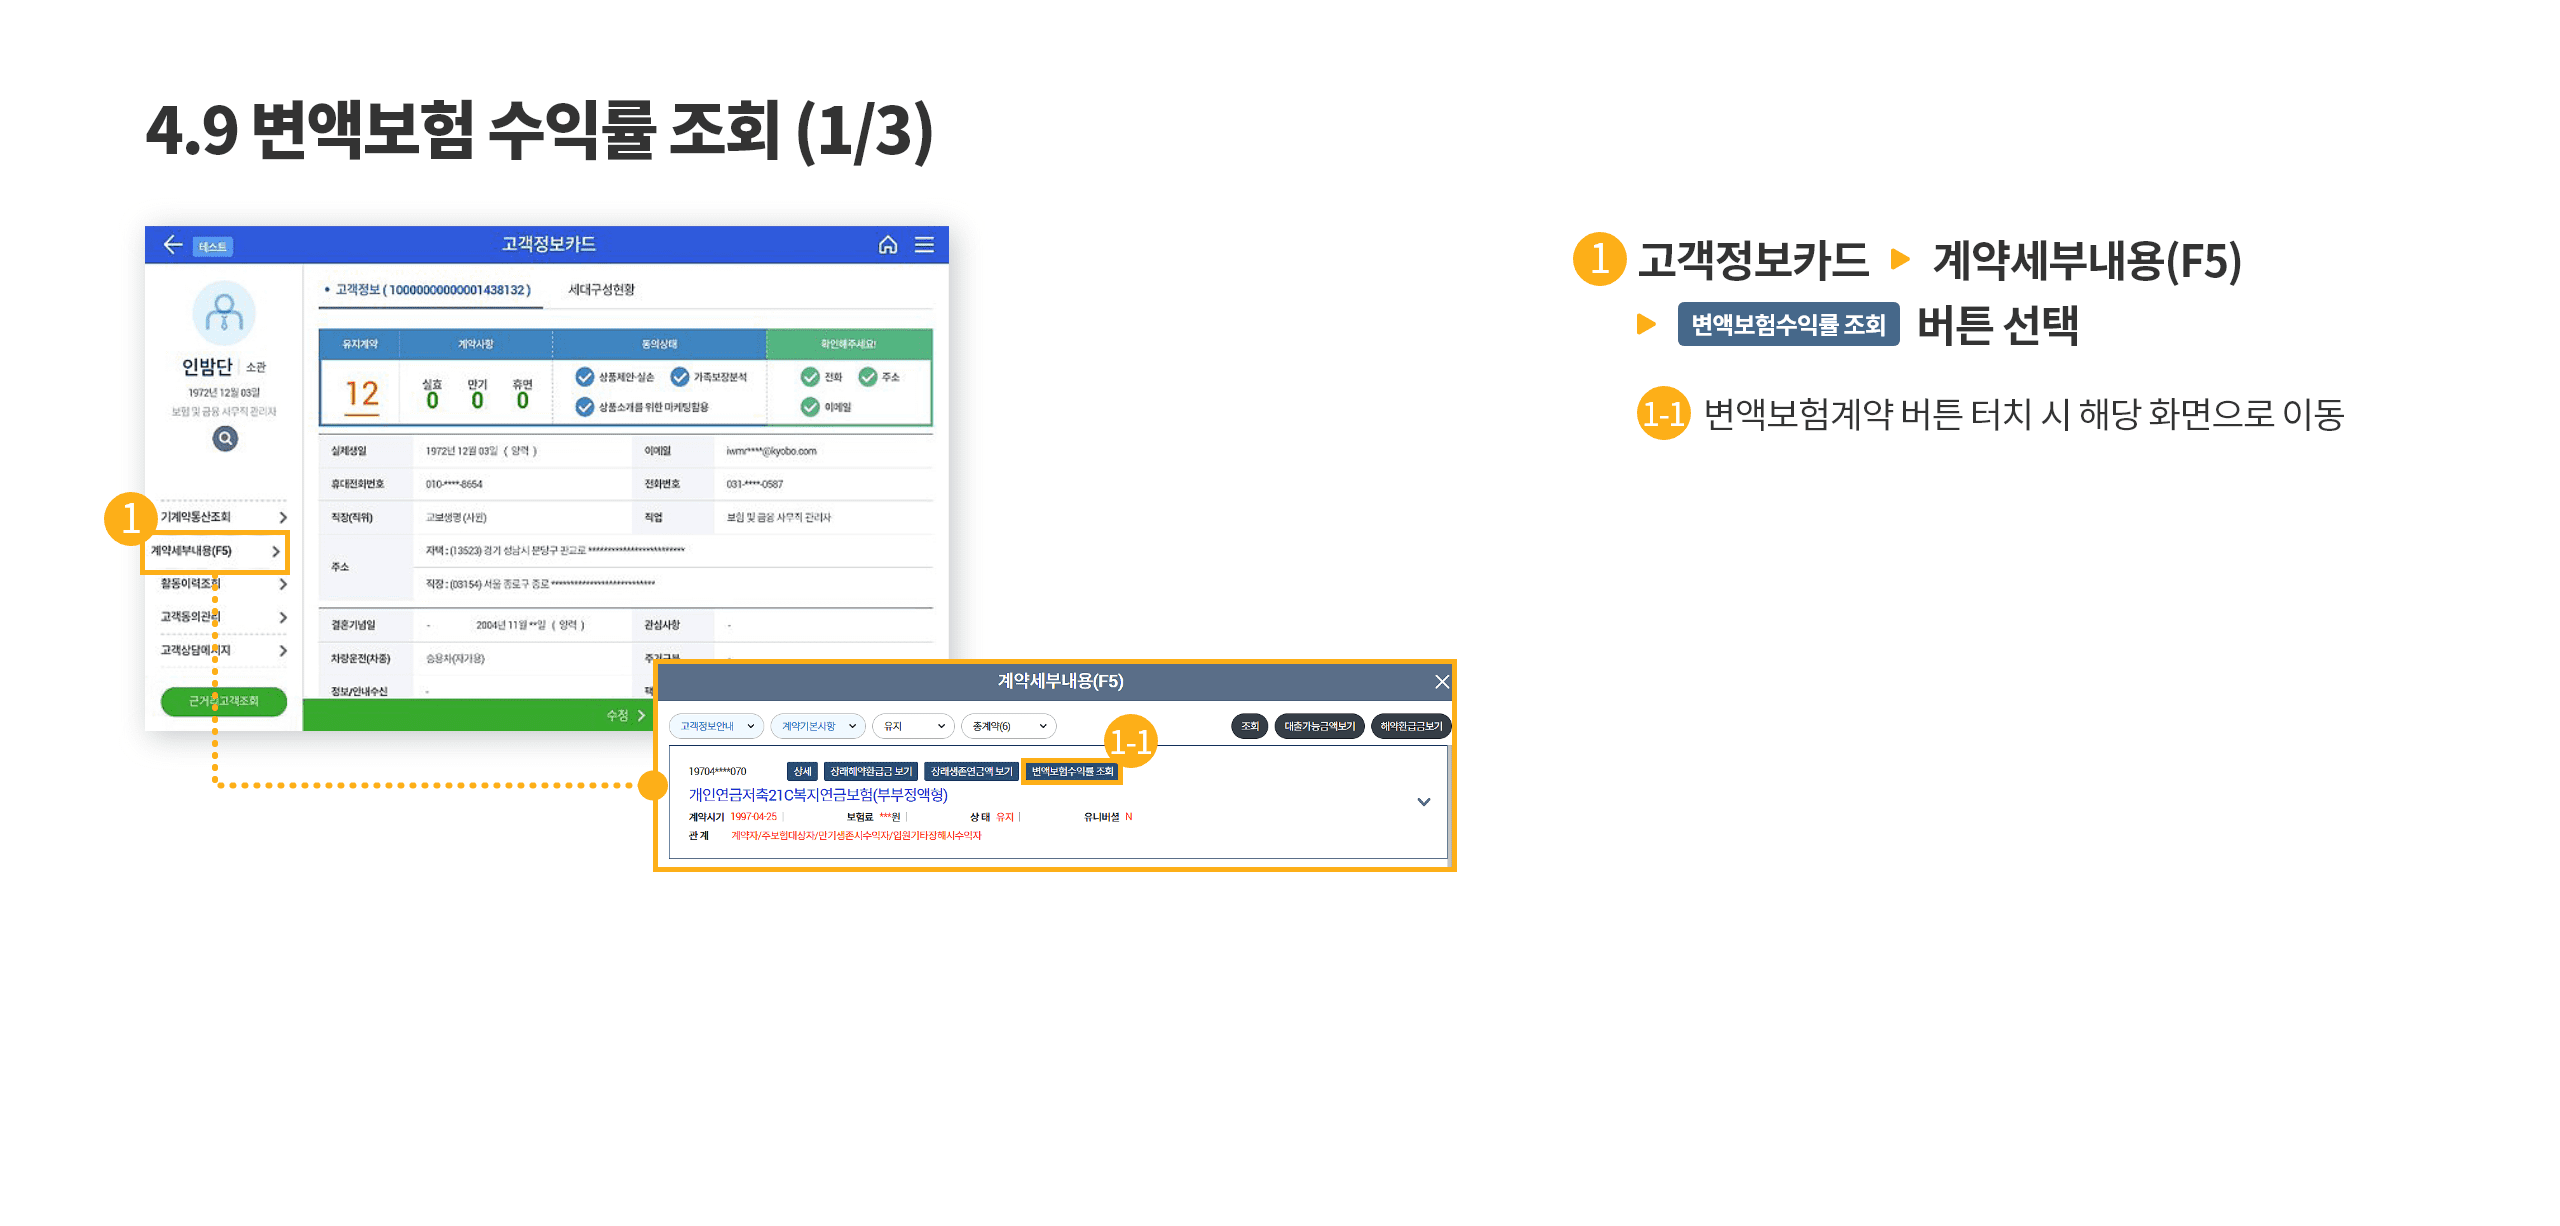 4.9 변액보험 수익률 조회 (1/3)
테스트
고객정보카드
인밤단 소관
1972년 12월 03일
보험 및 금융 사무직 관리자
1
기계약통산조회
계약세부내용(F5)
활동이력조회
고객동의관리
고객상담메시지
근거리고객조회
고객정보 ( 10000000000001438132 ) 세대구성현황
유지계약 계약사항 동의상태 확인해주세요!
12
실효 만기 휴면
0 0 0
상품제안·실손 가족보장분석
상품소개를 위한 마케팅활용
전화 주소
이메일
실제생일 1972년 12월 03일 ( 양력 ) 이메일 iwmr****@kyobo.com
휴대전화번호 010-****-8654 전화번호 031-****-0587
직장(직위) 교보생명 (사원) 직업 보험 및 금융 사무직 관리자
주소
자택 : (13523) 경기 성남시 분당구 판교로 *************************
직장 : (03154) 서울 종로구 종로 ***************************
결혼기념일 - 2004년 11월 **일 ( 양력 ) 관심사항 -
차량운전(차종) 승용차(자가용) 주거구분 -
정보/안내수신 -
수정
계약세부내용(F5)
고객정보안내 계약기본사항 유지 총계약(6) 조회 대출가능금액보기 해약환급금보기
1-1
19704****070 상세 장래해약환급금 보기 장래생존연금액 보기 변액보험수익률 조회
개인연금저축21C복지연금보험(부부정액형)
계약시기 1997-04-25 보험료 ***원 상 태 유지 유니버셜 N
관 계 계약자/주보험대상자/만기생존시수익자/입원기타장해시수익자
1 고객정보카드 ▶ 계약세부내용(F5)
▶ 변액보험수익률 조회 버튼 선택
1-1 변액보험계약 버튼 터치 시 해당 화면으로 이동